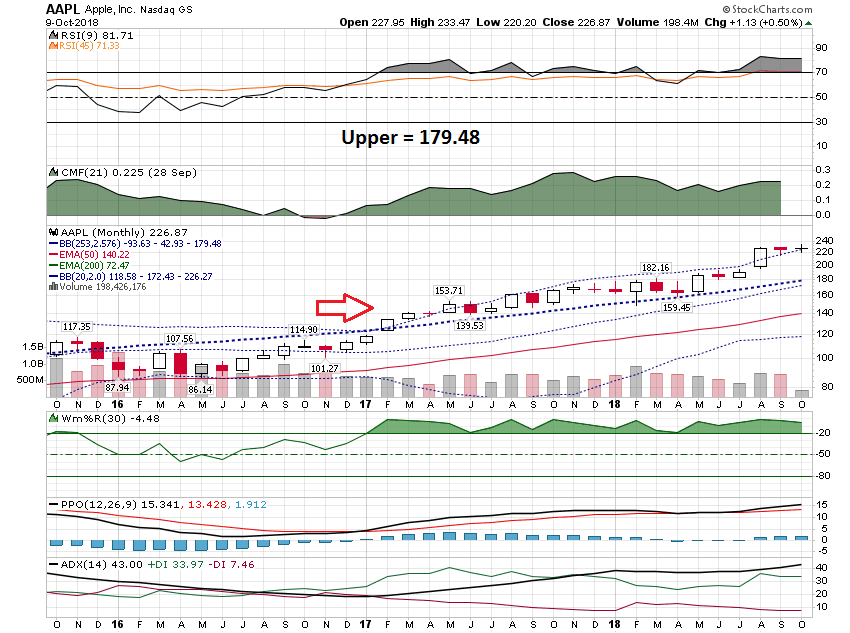 AAPL Apple, Inc. Nasdaq GS
© StockCharts.com
9-Oct-2018
Open 227.95 High 233.47 Low 220.20 Close 226.87 Volume 198.4M Chg +1.13 (+0.50%)
RSI(9) 81.71
RSI(45) 71.33
90
70
50
30
10
Upper = 179.48
CMF(21) 0.225 (28 Sep)
0.3
0.2
0.1
0.0
AAPL (Monthly) 226.87
BB(253,2.576) -93.63 - 42.93 - 179.48
EMA(50) 140.22
EMA(200) 72.47
BB(20,2.0) 118.58 - 172.43 - 226.27
Volume 198,426,176
240
220
200
180
160
140
120
100
80
1.5B
1.0B
500M
117.35
87.94
107.56
86.14
114.90
101.27
153.71
139.53
182.16
159.45
O N D 16 F M A M J J A S O N D 17 F M A M J J A S O N D 18 F M A M J J A S O
Wm%R(30) -4.48
-20
-50
-80
PPO(12,26,9) 15.341, 13.428, 1.912
15
10
5
0
-5
ADX(14) 43.00 +DI 33.97 -DI 7.46
40
30
20
10
O N D 16 F M A M J J A S O N D 17 F M A M J J A S O N D 18 F M A M J J A S O